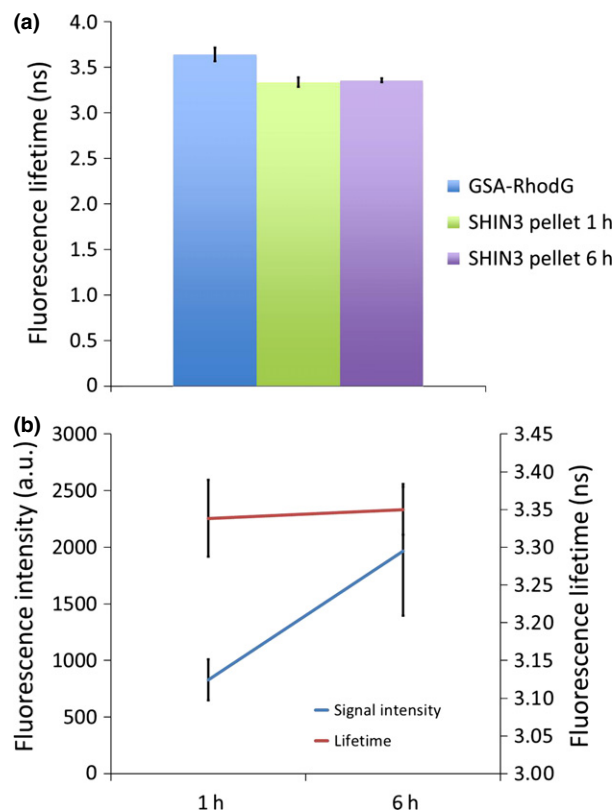 (a)
Fluorescence lifetime (ns)
4.0
3.5
3.0
2.5
2.0
1.5
1.0
0.5
0
GSA-RhodG
SHIN3 pellet 1 h
SHIN3 pellet 6 h
(b)
Fluorescence intensity (a.u.)
3000
2500
2000
1500
1000
500
0
Signal intensity
Lifetime
1 h
6 h
3.45
3.40
3.35
3.30
3.25
3.20
3.15
3.10
3.05
3.00
Fluorescence lifetime (ns)